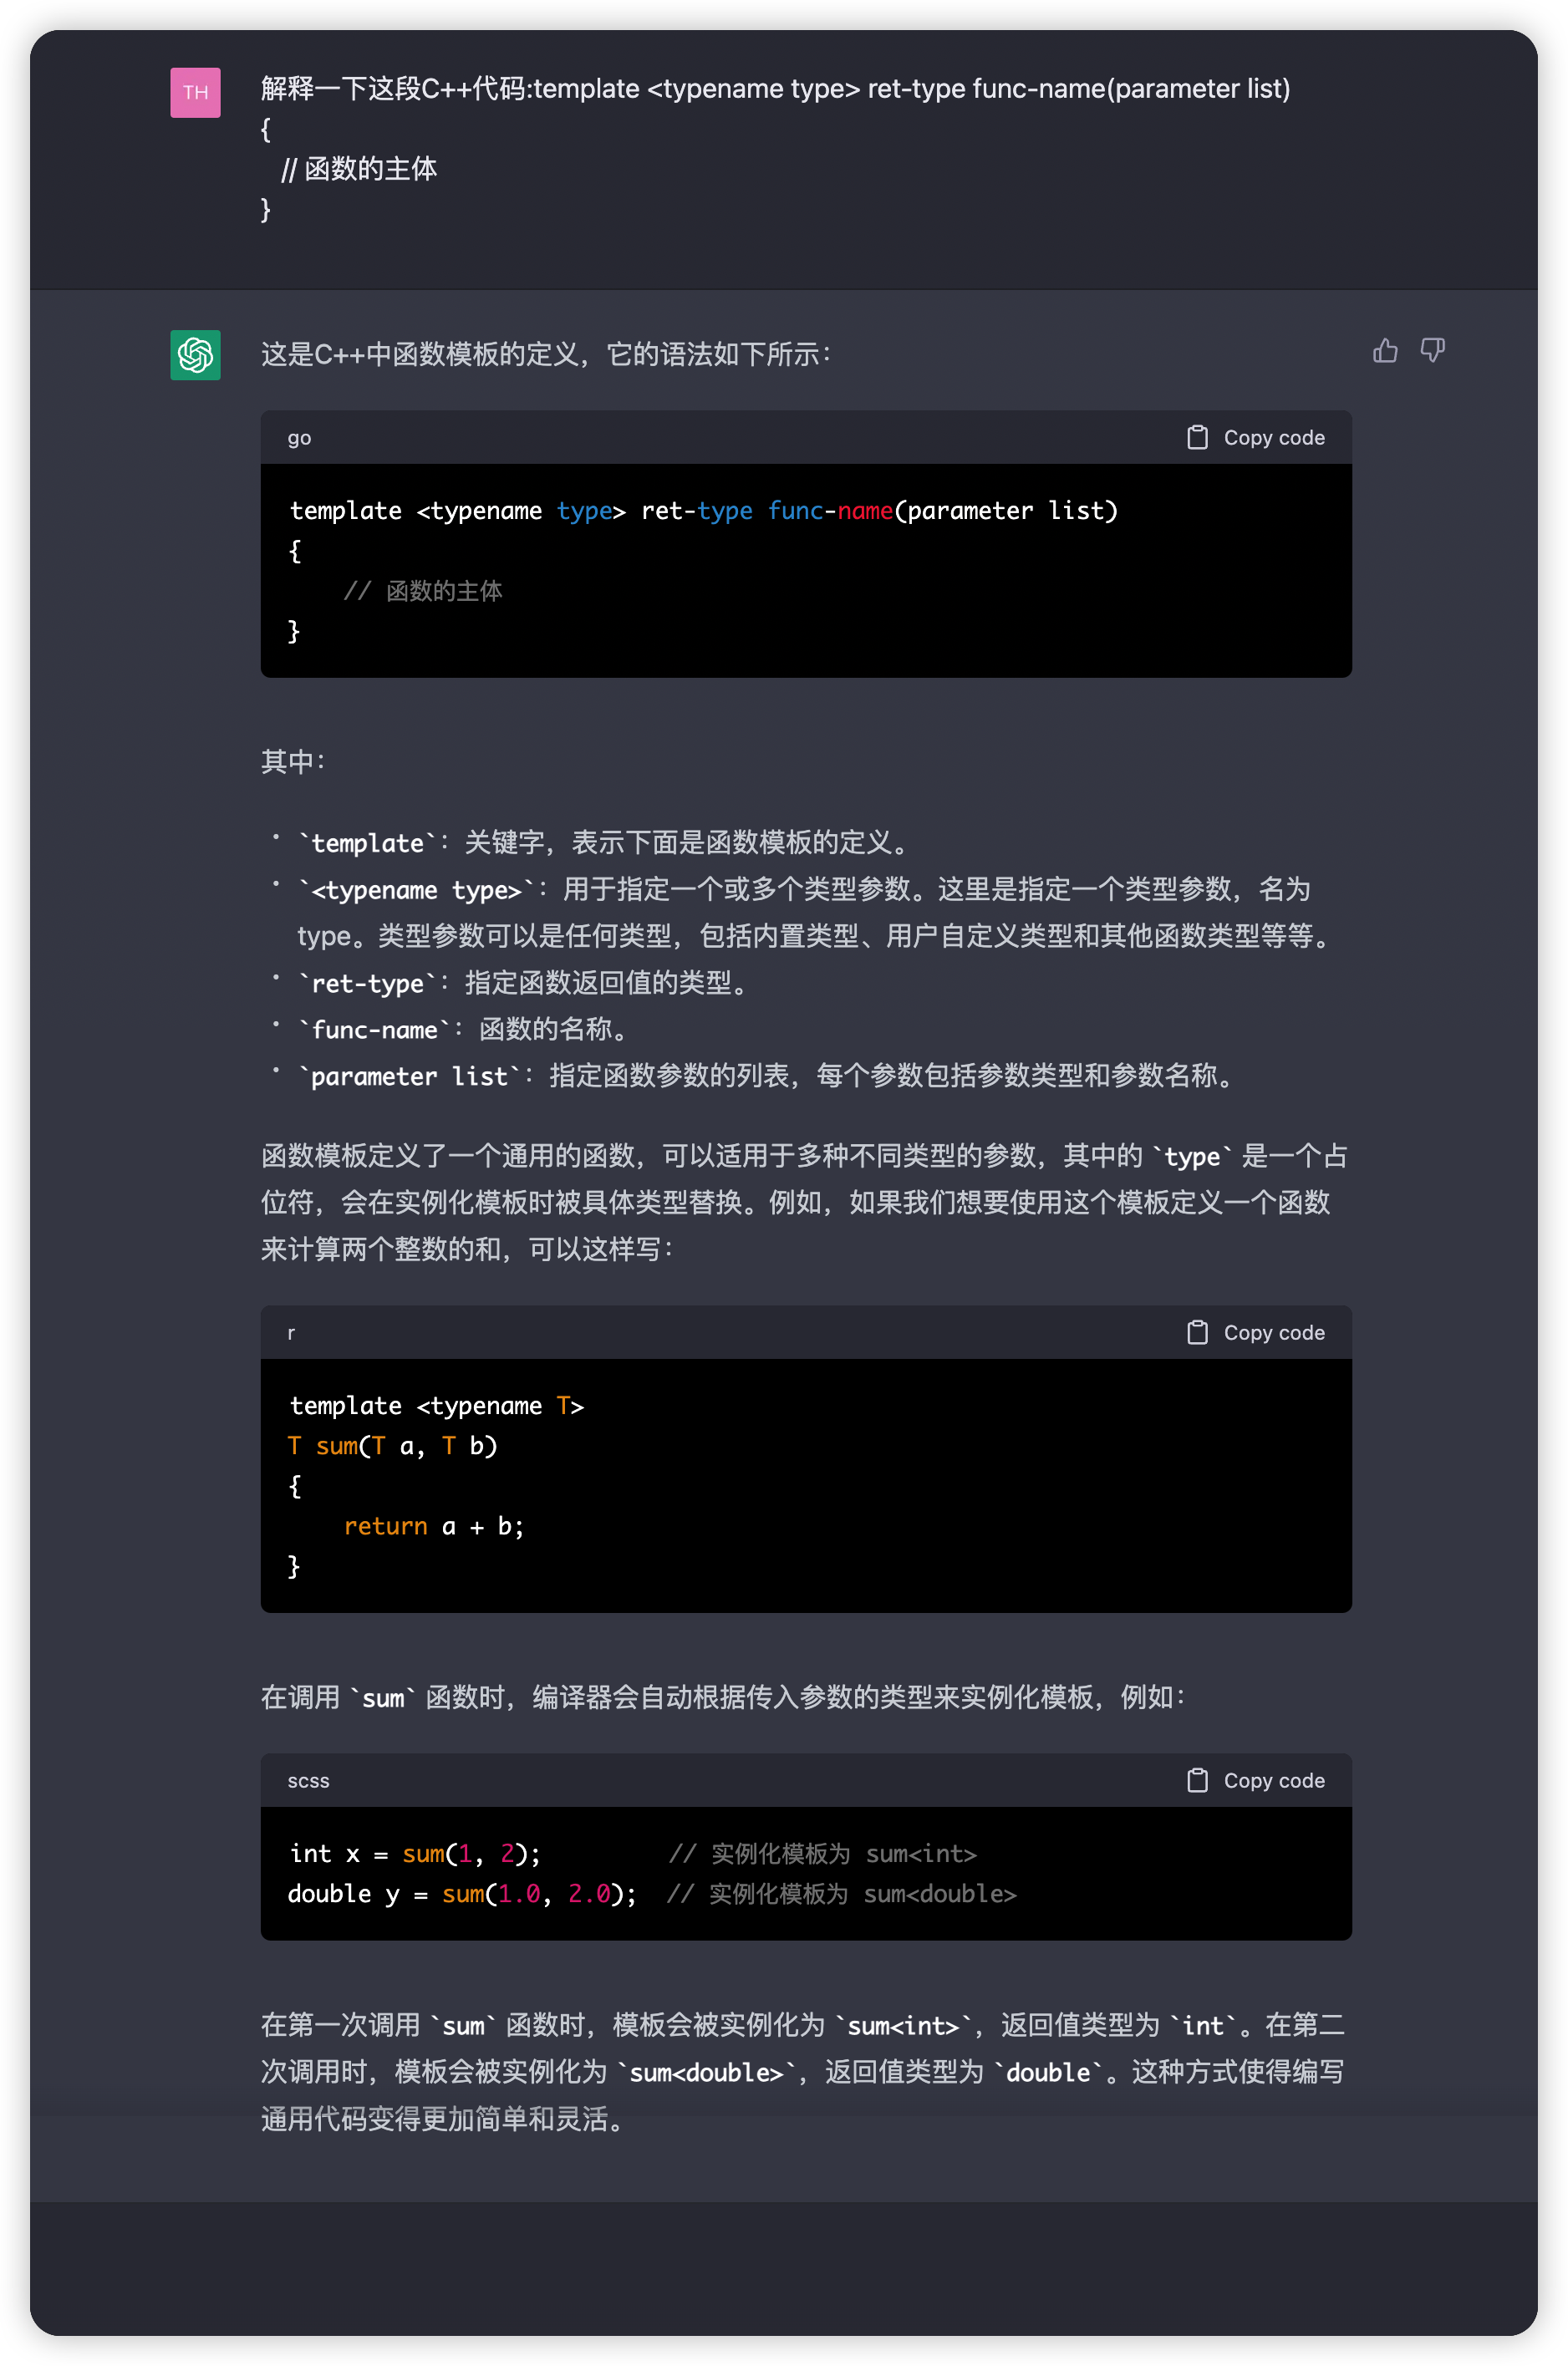 TH
解释一下这段C++代码:template <typename type> ret-type func-name(parameter list)
{
// 函数的主体
}
这是C++中函数模板的定义，它的语法如下所示：
go
Copy code
template <typename type> ret-type func-name(parameter list)
{
    // 函数的主体
}
其中：
• `template`：关键字，表示下面是函数模板的定义。
• `<typename type>`：用于指定一个或多个类型参数。这里是指定一个类型参数，名为
type。类型参数可以是任何类型，包括内置类型、用户自定义类型和其他函数类型等等。
• `ret-type`：指定函数返回值的类型。
• `func-name`：函数的名称。
• `parameter list`：指定函数参数的列表，每个参数包括参数类型和参数名称。
函数模板定义了一个通用的函数，可以适用于多种不同类型的参数，其中的 `type` 是一个占
位符，会在实例化模板时被具体类型替换。例如，如果我们想要使用这个模板定义一个函数
来计算两个整数的和，可以这样写：
r
Copy code
template <typename T>
T sum(T a, T b)
{
    return a + b;
}
在调用 `sum` 函数时，编译器会自动根据传入参数的类型来实例化模板，例如：
scss
Copy code
int x = sum(1, 2);         // 实例化模板为 sum<int>
double y = sum(1.0, 2.0);  // 实例化模板为 sum<double>
在第一次调用 `sum` 函数时，模板会被实例化为 `sum<int>`，返回值类型为 `int`。在第二
次调用时，模板会被实例化为 `sum<double>`，返回值类型为 `double`。这种方式使得编写
通用代码变得更加简单和灵活。